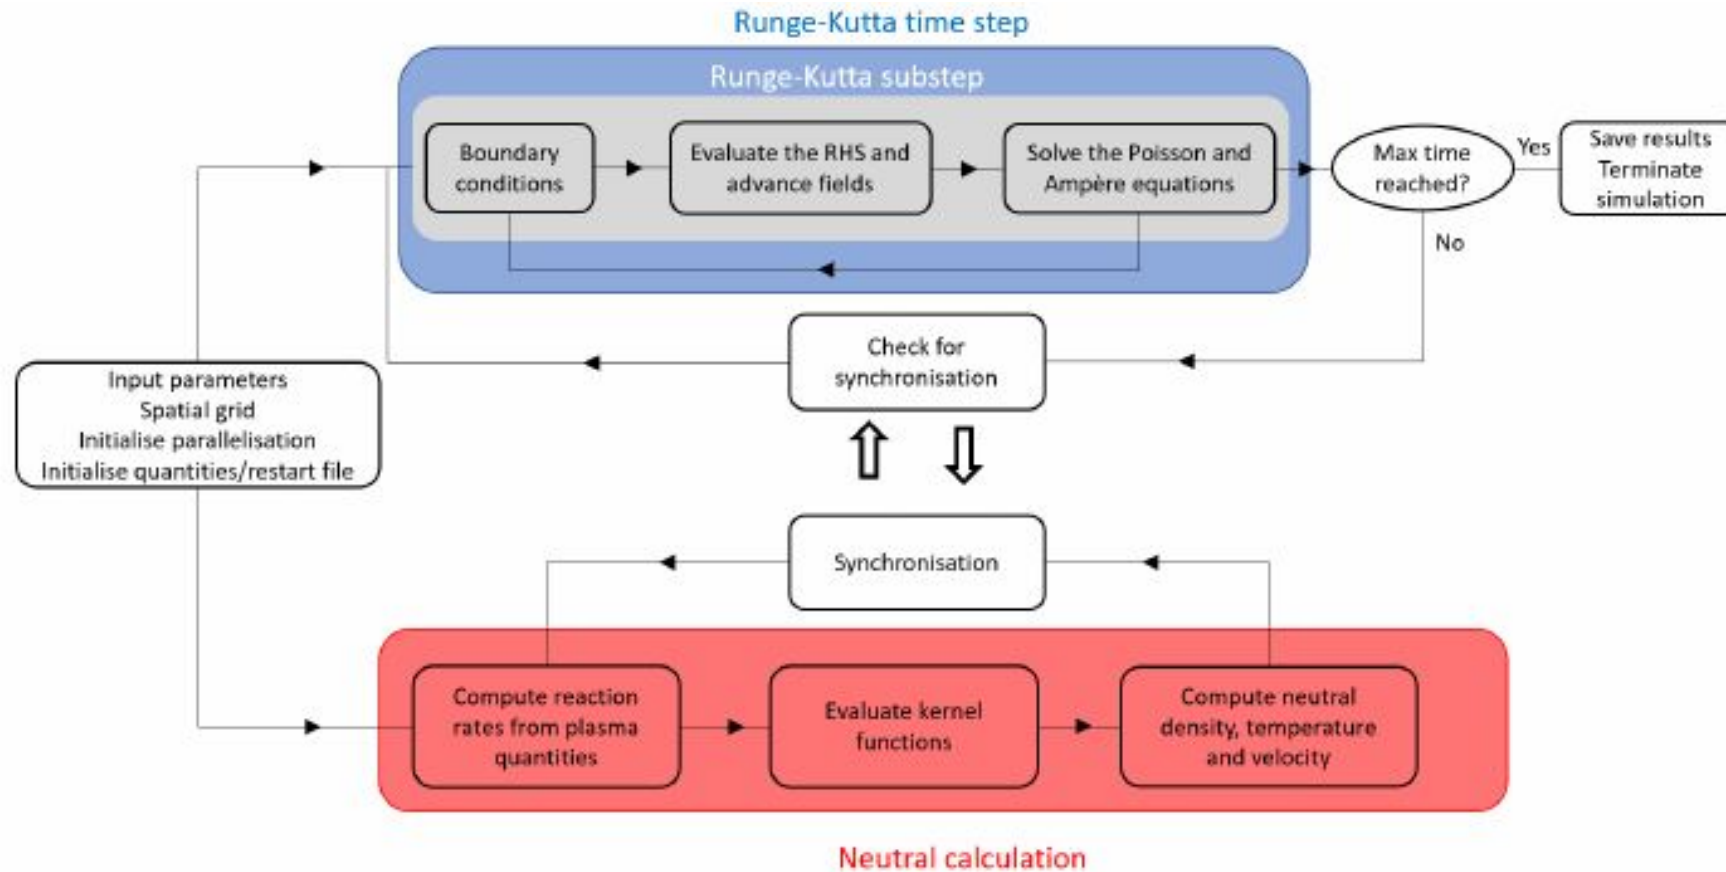 Runge-Kutta time step
Runge-Kutta substep
Boundary
conditions
Evaluate the RHS and
advance fields
Solve the Poisson and
Ampère equations
Max time
reached?
Yes
Save results
Terminate
simulation
No
Check for
synchronisation
Input parameters
Spatial grid
Initialise parallelisation
Initialise quantities/restart file
Synchronisation
Compute reaction
rates from plasma
quantities
Evaluate kernel
functions
Compute neutral
density, temperature
and velocity
Neutral calculation